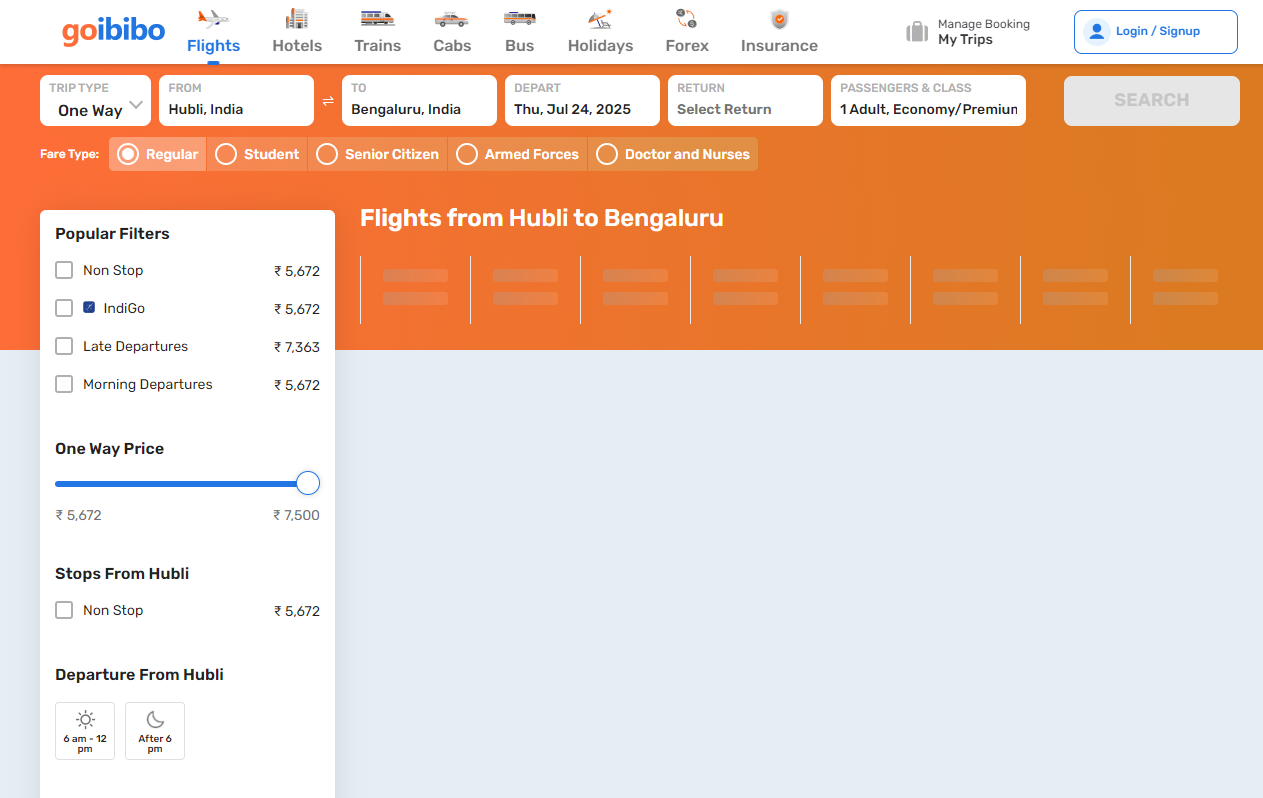 goibibo
Flights
Hotels
Trains
Cabs
Bus
Holidays
Forex
Insurance
Manage Booking
My Trips
Login / Signup
TRIP TYPE
One Way
FROM
Hubli, India
TO
Bengaluru, India
DEPART
Thu, Jul 24, 2025
RETURN
Select Return
PASSENGERS & CLASS
1 Adult, Economy/Premium
SEARCH
Fare Type:
Regular
Student
Senior Citizen
Armed Forces
Doctor and Nurses
Flights from Hubli to Bengaluru
Popular Filters
Non Stop ₹ 5,672
IndiGo ₹ 5,672
Late Departures ₹ 7,363
Morning Departures ₹ 5,672
One Way Price
₹ 5,672 ₹ 7,500
Stops From Hubli
Non Stop ₹ 5,672
Departure From Hubli
6 am - 12
pm
After 6
pm